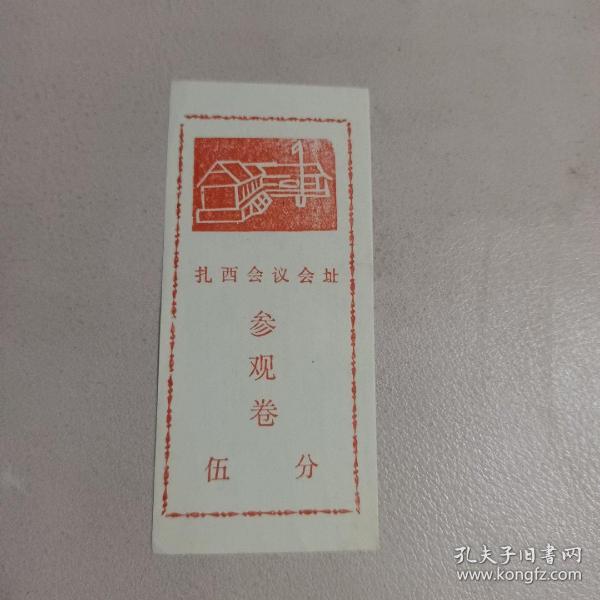 扎西会议会址
参
观
卷
伍 分
孔夫子旧书网
www.kongfz.com